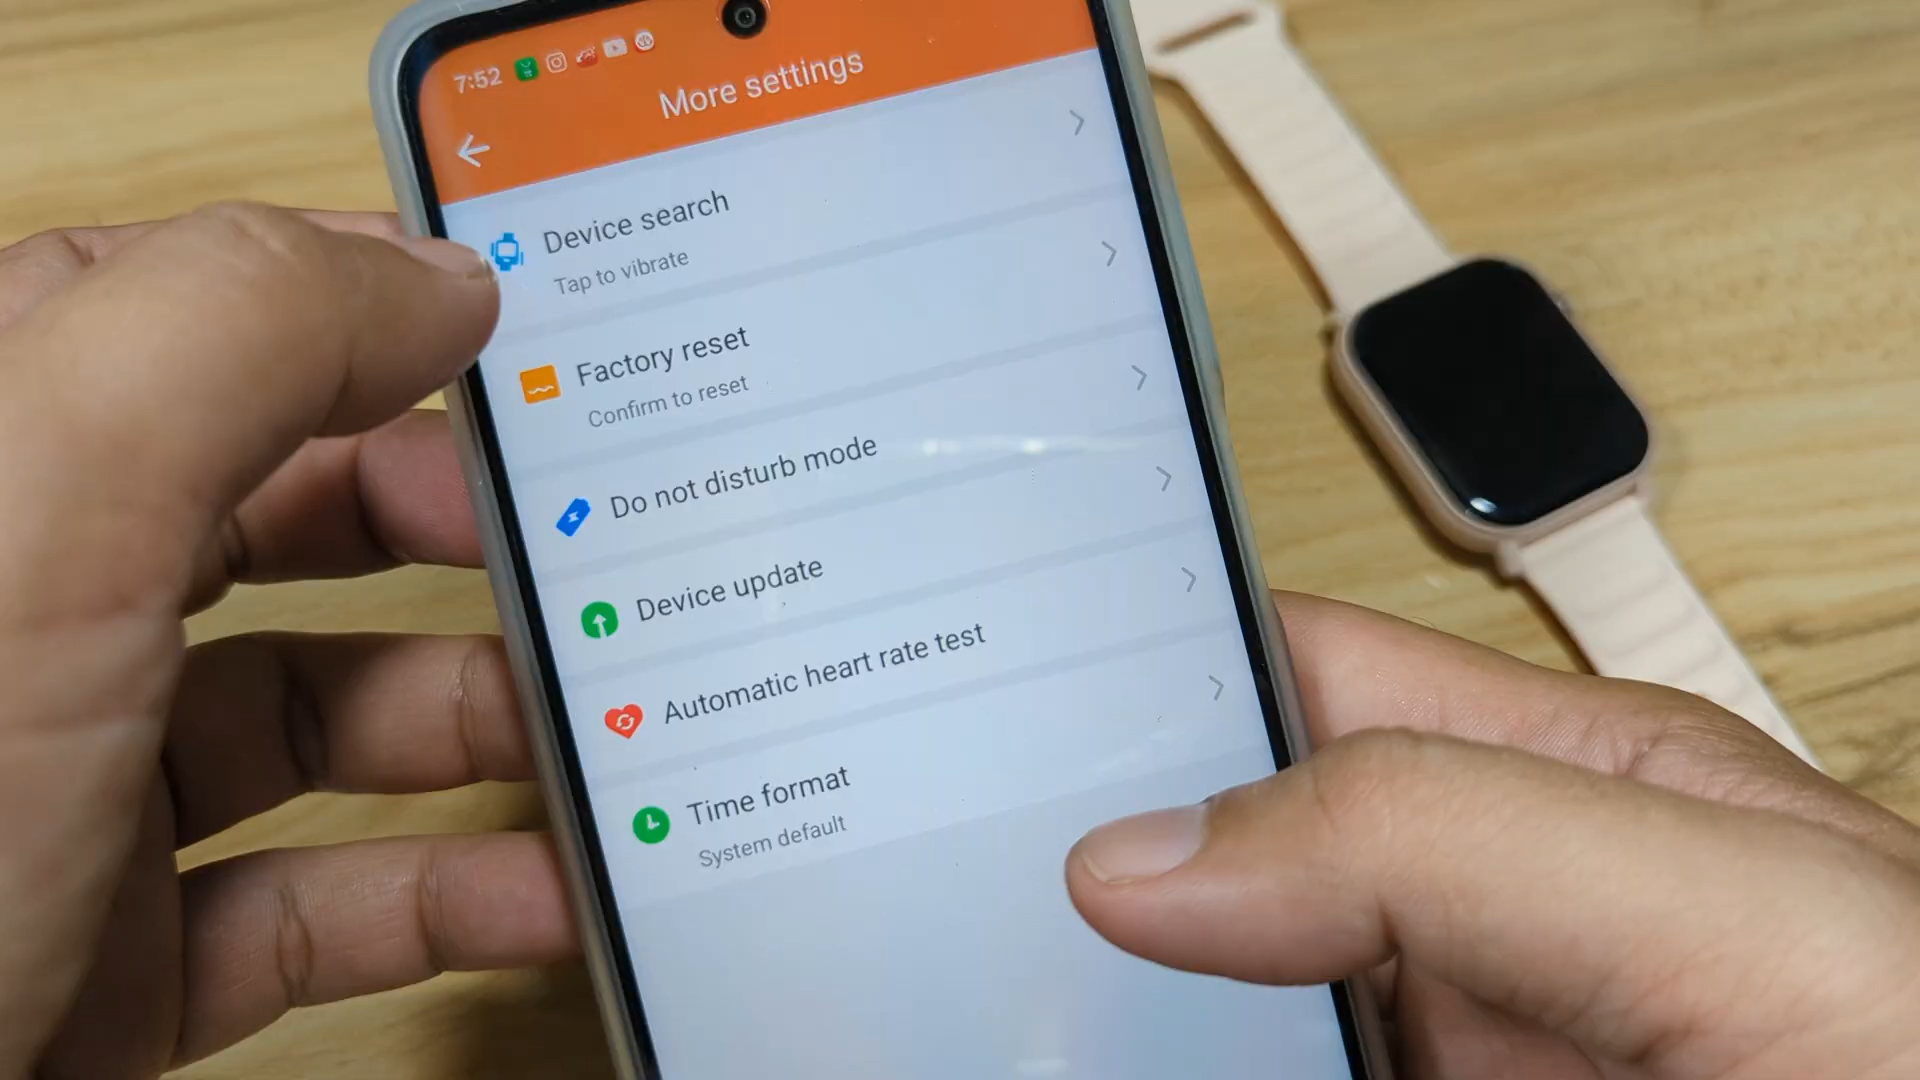 7:52
More settings
Device search
Tap to vibrate
Factory reset
Confirm to reset
Do not disturb mode
Device update
Automatic heart rate test
Time format
System default